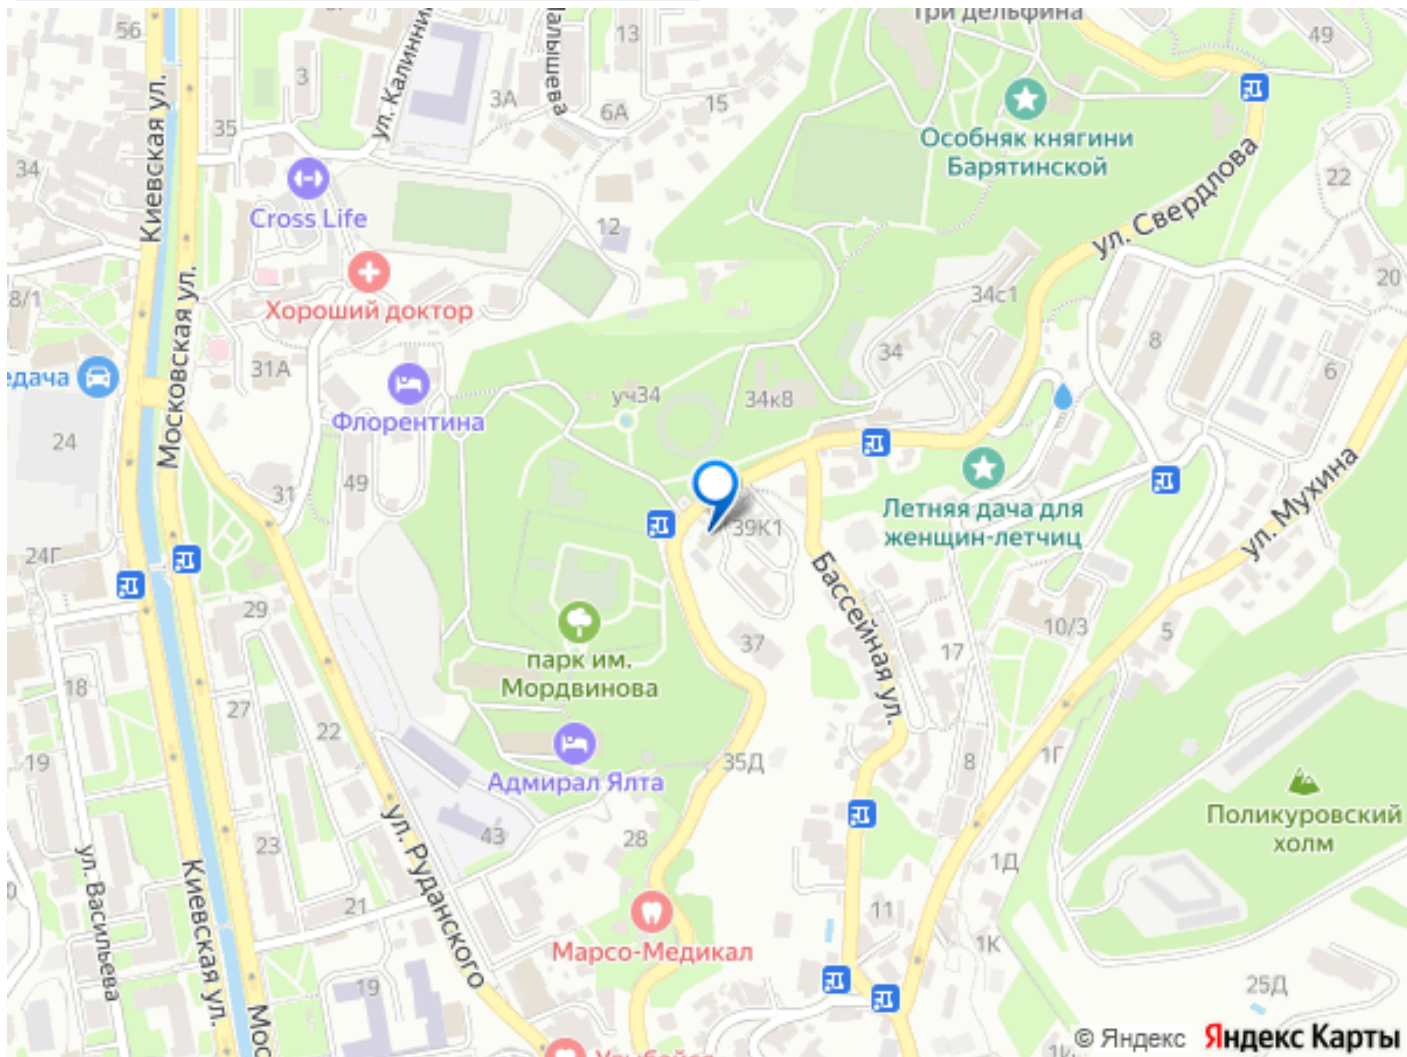 56
Киевская ул.
3
35
34
ул. Калинни
3А
6А
13
15
Малышева
Три дельфина
49
Особняк княгини
Барятинской
ул. Свердлова
22
20
Cross Life
12
Хороший доктор
8/1
Московская ул.
31А
едача
24
Флорентина
31
49
уч34
34к8
34
34с1
8
6
39К1
Летняя дача для
женщин-летчиц
ул. Мухина
24Г
29
Бассейная ул.
10/3
17
5
37
парк им.
Мордвинова
18
27
22
19
Адмирал Ялта
35Д
8
1Г
Поликуровский
холм
ул. Руданского
43
28
23
ул. Васильева
Киевская ул.
21
Марсо-Медикал
11
1Д
1К
19
25Д
Мос
© Яндекс Яндекс Карты